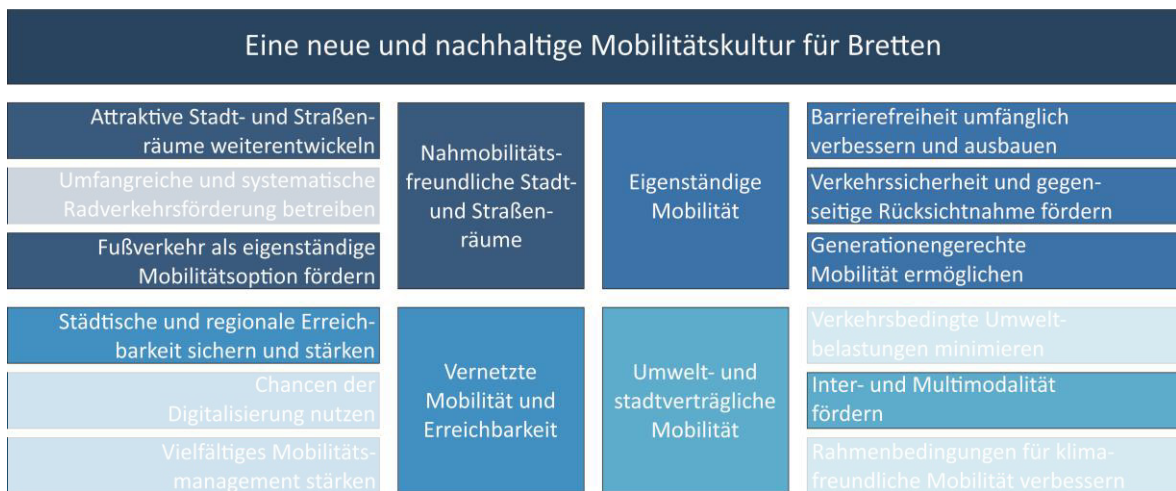 Eine neue und nachhaltige Mobilitätskultur für Bretten
Attraktive Stadt- und Straßen-
räume weiterentwickeln
Umfangreiche und systematische
Radverkehrsförderung betreiben
Fußverkehr als eigenständige
Mobilitätsoption fördern
Nahmobilitäts-
freundliche Stadt-
und Straßen-
räume
Eigenständige
Mobilität
Barrierefreiheit umfänglich
verbessern und ausbauen
Verkehrssicherheit und gegen-
seitige Rücksichtnahme fördern
Generationengerechte
Mobilität ermöglichen
Städtische und regionale Erreich-
barkeit sichern und stärken
Chancen der
Digitalisierung nutzen
Vielfältiges Mobilitäts-
management stärken
Vernetzte
Mobilität und
Erreichbarkeit
Umwelt- und
stadtverträgliche
Mobilität
Verkehrsbedingte Umwelt-
belastungen minimieren
Inter- und Multimodalität
fördern
Rahmenbedingungen für klima-
freundliche Mobilität verbessern